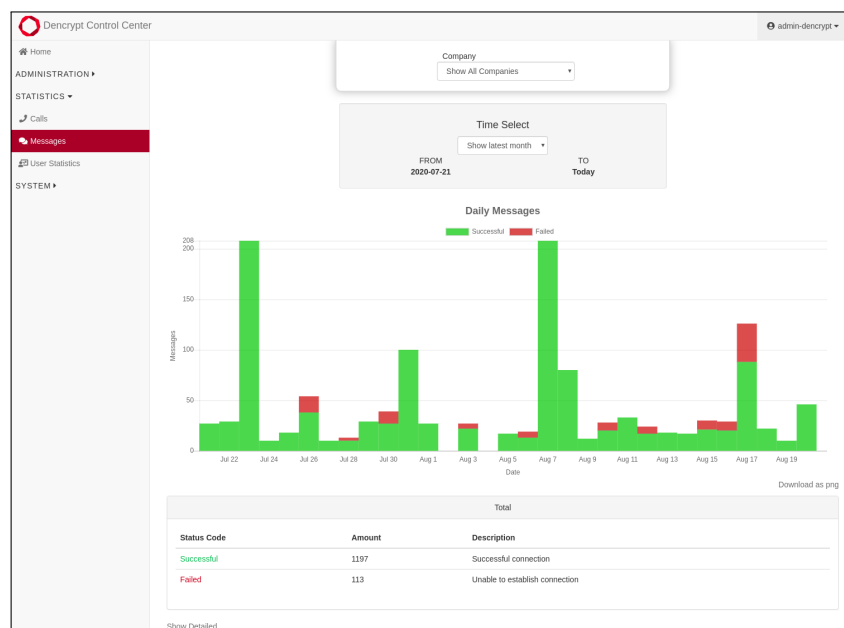 Dencrypt Control Center
admin-dencrypt
Home
ADMINISTRATION
STATISTICS
Calls
Messages
User Statistics
SYSTEM
Company
Show All Companies
Time Select
Show latest month
FROM TO
2020-07-21 Today
Daily Messages
Successful Failed
208
200
150
100
50
0
Messages
Jul 22 Jul 24 Jul 26 Jul 28 Jul 30 Aug 1 Aug 3 Aug 5 Aug 7 Aug 9 Aug 11 Aug 13 Aug 15 Aug 17 Aug 19
Date
Download as png
Total
Status Code Amount Description
Successful 1197 Successful connection
Failed 113 Unable to establish connection
Show Detailed